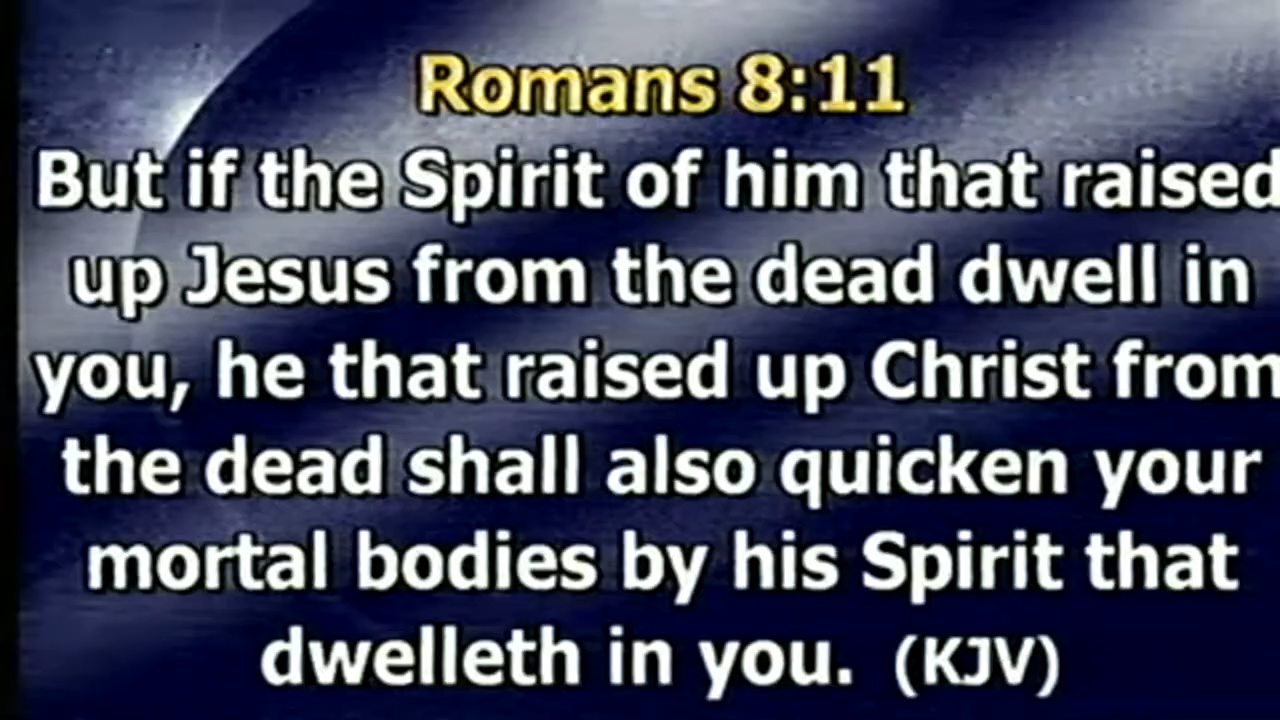 Romans 8:11
But if the Spirit of him that raised
up Jesus from the dead dwell in
you, he that raised up Christ from
the dead shall also quicken your
mortal bodies by his Spirit that
dwelleth in you. (KJV)